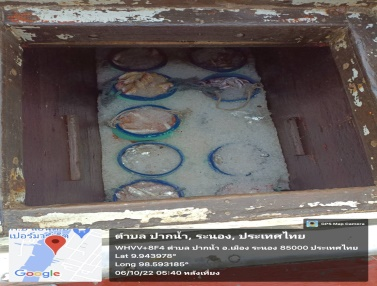 GPS Map Camera
ตำบล ปากน้ำ, ระนอง, ประเทศไทย
WHVV+8F4 ตำบล ปากน้ำ อ.เมือง ระนอง 85000 ประเทศไทย
Lat 9.943978°
Long 98.593185°
06/10/22 05:40 หลังเที่ยง
Google